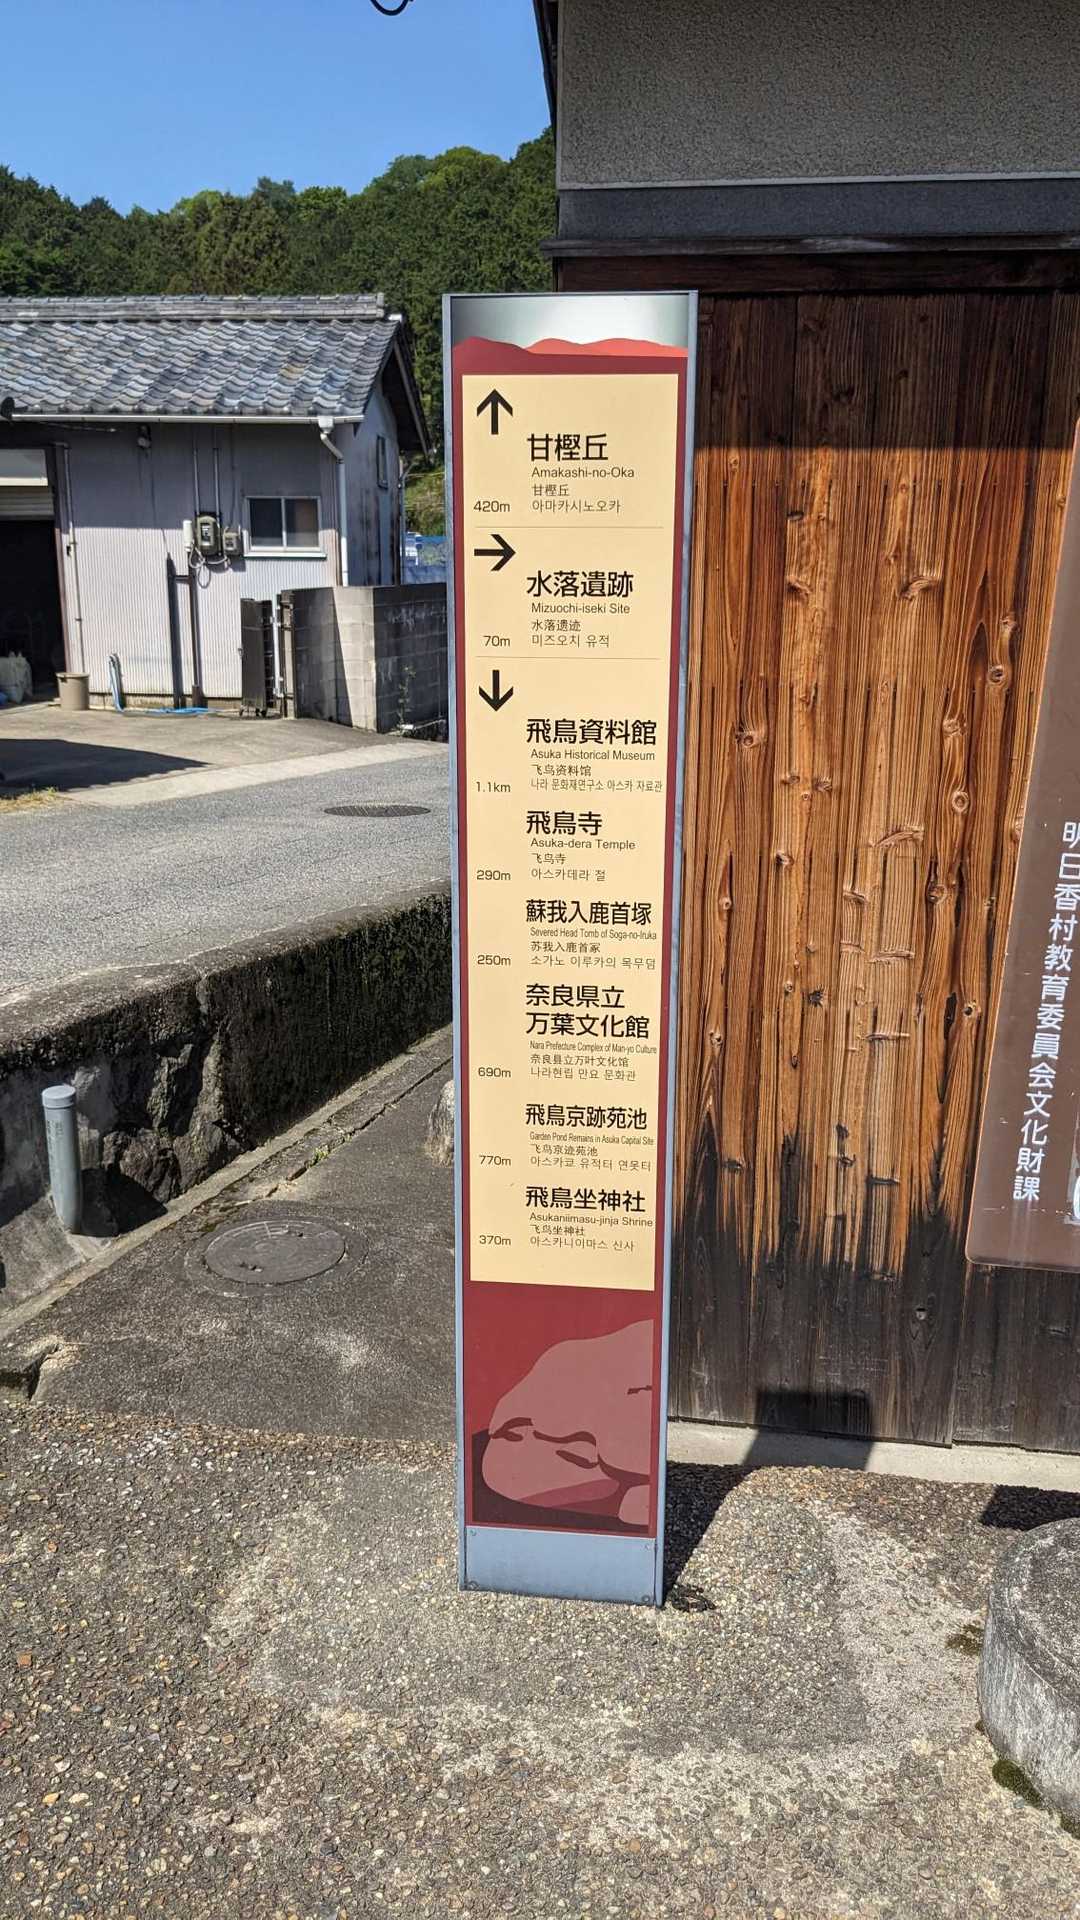 甘樫丘
Amakashi-no-Oka
甘樫丘
420m 아마카시노오카
水落遺跡
Mizuochi-iseki Site
水落遗迹
70m 미즈오치 유적
飛鳥資料館
Asuka Historical Museum
飞鸟资料馆
1.1km 나라 문화재연구소 아스카 자료관
飛鳥寺
Asuka-dera Temple
飞鸟寺
290m 아스카데라 절
蘇我入鹿首塚
Severed Head Tomb of Soga-no-Iruka
苏我入鹿首冢
250m 소가노 이루카의 목무덤
奈良県立
万葉文化館
Nara Prefecture Complex of Man-yo Culture
奈良县立万叶文化馆
690m 나라현립 만요 문화관
飛鳥京跡苑池
Garden Pond Remains in Asuka Capital Site
飞鸟京迹苑池
770m 아스카쿄 유적터 연못터
飛鳥坐神社
Asukaniimasu-jinja Shrine
飞鸟坐神社
370m 아스카니이마스 신사
明日香村教育委員会文化財課